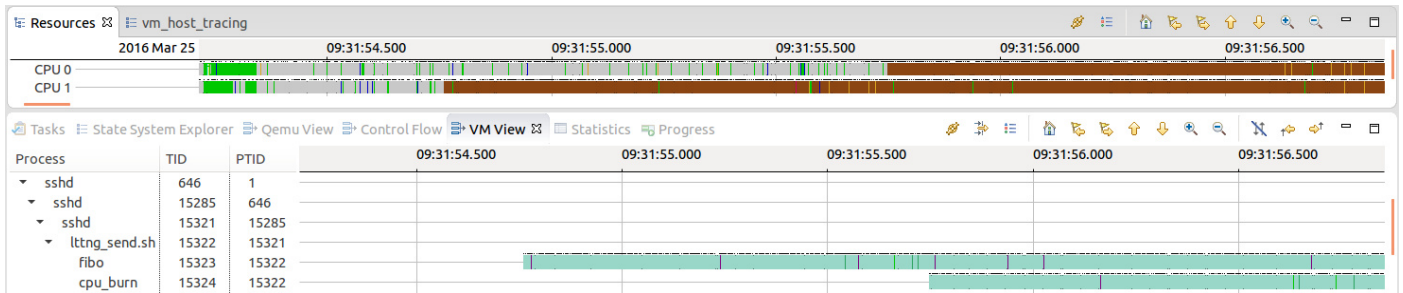 Resources vm_host_tracing
2016 Mar 25 09:31:54.500 09:31:55.000 09:31:55.500 09:31:56.000 09:31:56.500
CPU 0
CPU 1
Tasks State System Explorer Qemu View Control Flow VM View Statistics Progress
Process TID PTID 09:31:54.500 09:31:55.000 09:31:55.500 09:31:56.000 09:31:56.500
sshd 646 1
sshd 15285 646
sshd 15321 15285
lttng_send.sh 15322 15321
fibo 15323 15322
cpu_burn 15324 15322